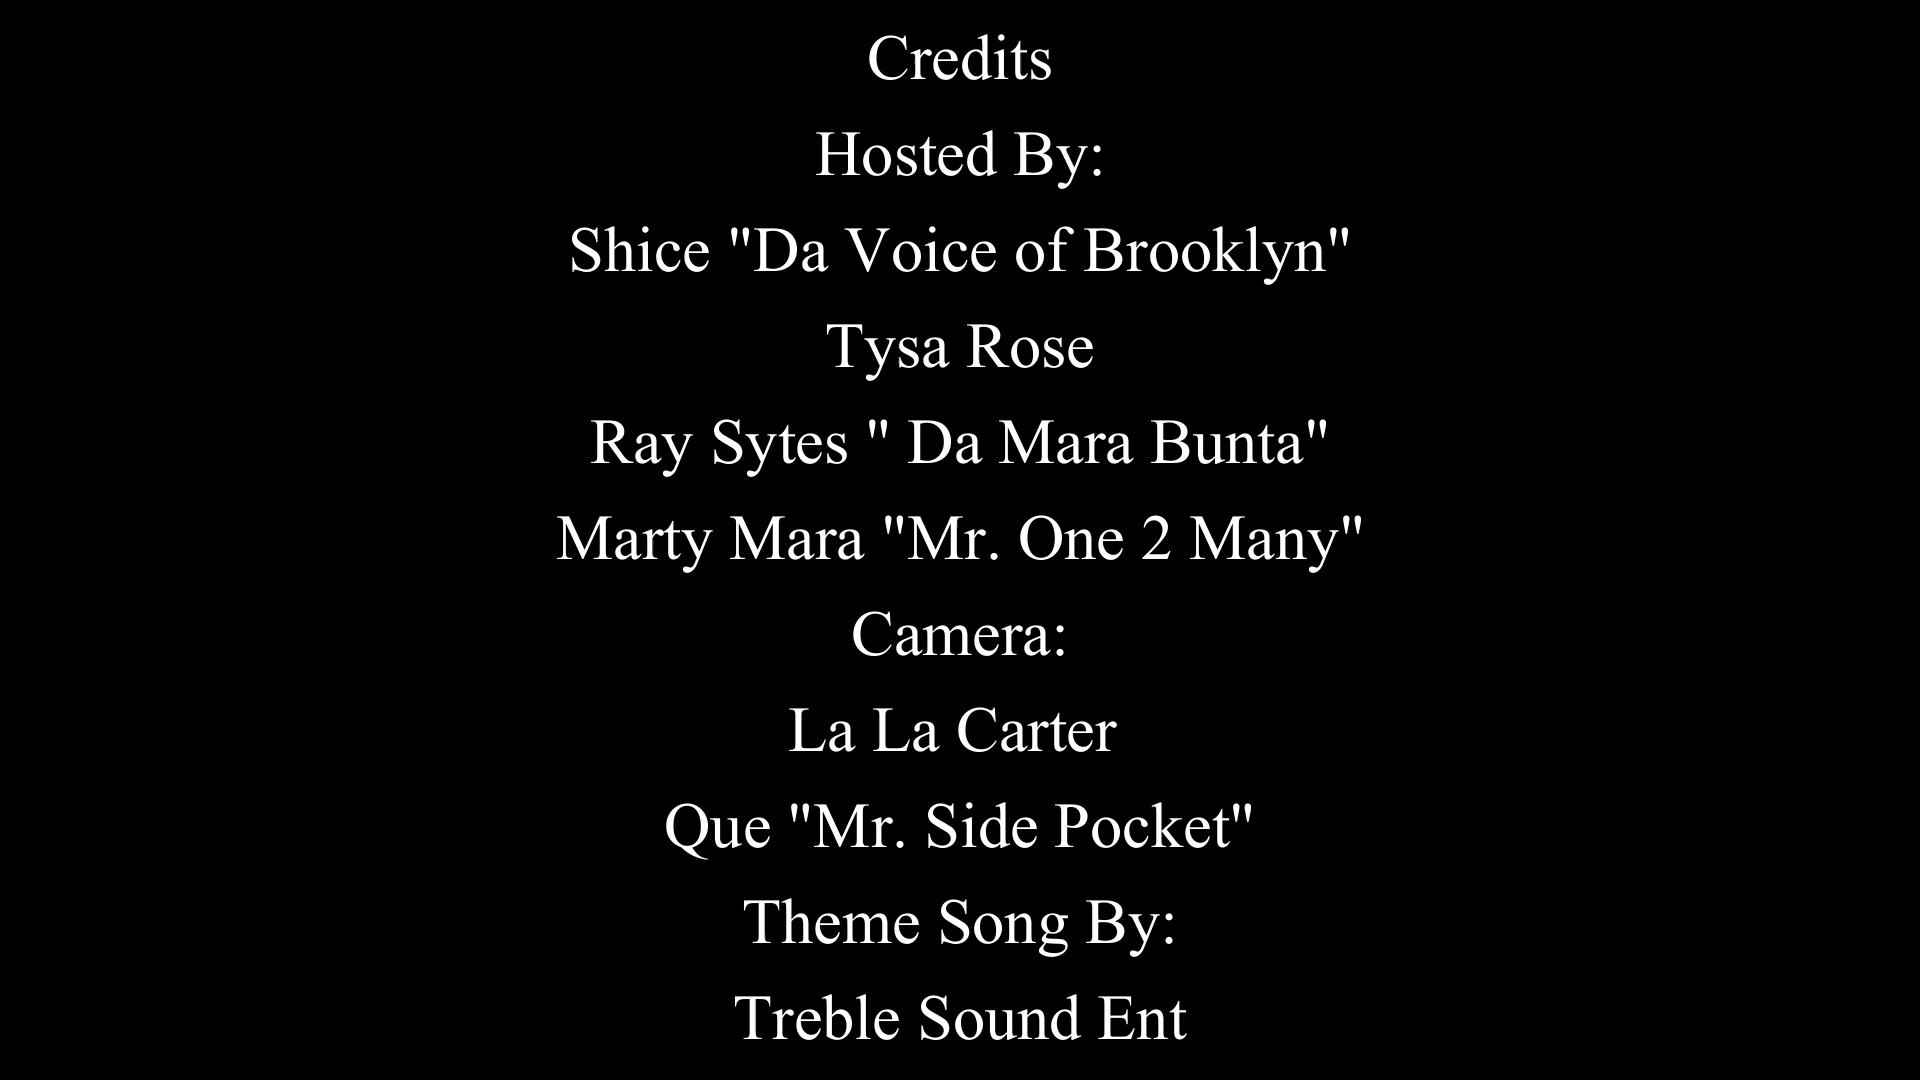 Credits
Hosted By:
Shice "Da Voice of Brooklyn"
Tysa Rose
Ray Sytes " Da Mara Bunta"
Marty Mara "Mr. One 2 Many"
Camera:
La La Carter
Que "Mr. Side Pocket"
Theme Song By:
Treble Sound Ent